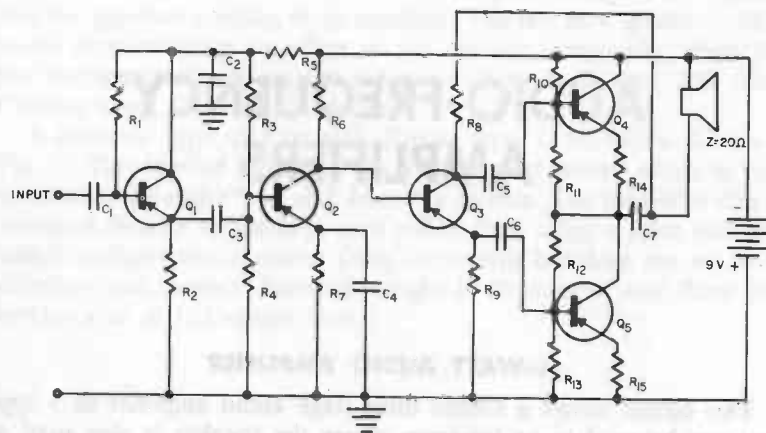 C2
R5
R1
R3
R6
R8
R10
Q4
Z=20Ω
INPUT
C1
Q1
C3
Q2
Q3
C5
R11
R14
C6
C7
9V +
R2
R4
R7
C4
R9
R12
Q5
R13
R15